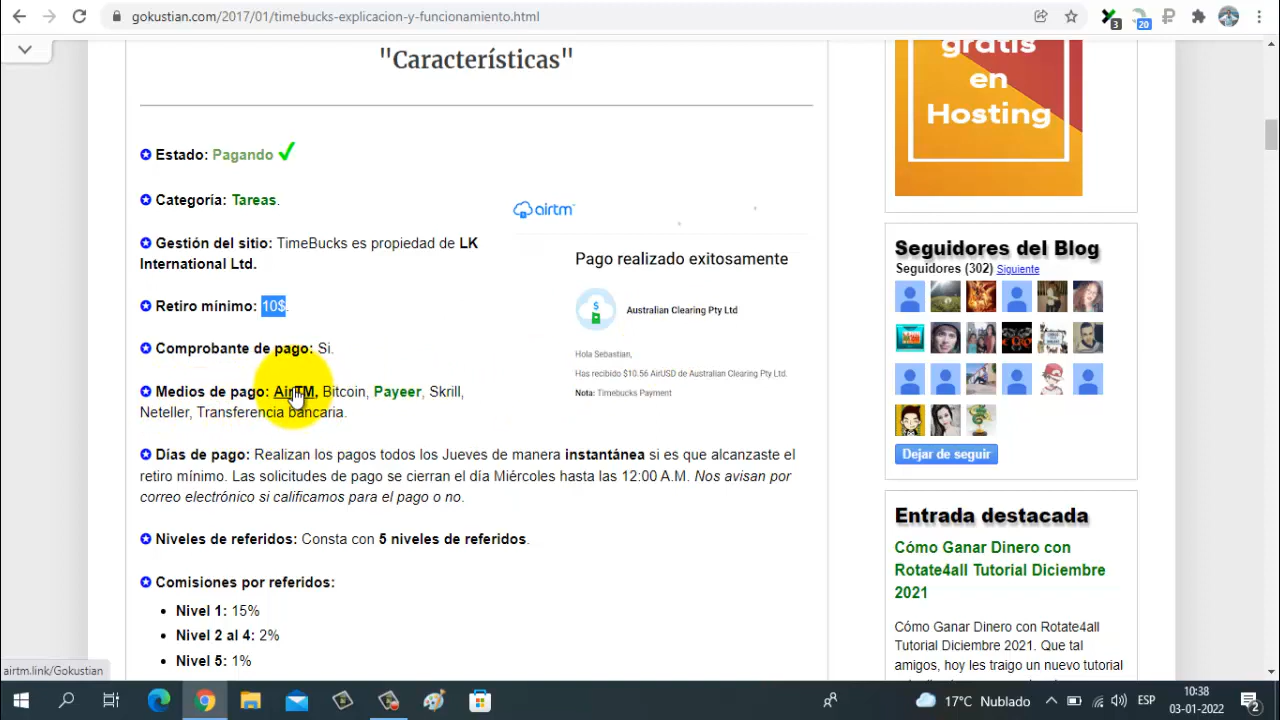 gokustian.com/2017/01/timebucks-explicacion-y-funcionamiento.html
3
20
"Características"
Estado: Pagando
Categoría: Tareas.
Gestión del sitio: TimeBucks es propiedad de LK
International Ltd.
Retiro mínimo: 10$.
Comprobante de pago: Si.
Medios de pago: AirTM, Bitcoin, Payeer, Skrill,
Neteller, Transferencia bancaria.
airtm
Pago realizado exitosamente
$
Australian Clearing Pty Ltd
Hola Sebastian,
Has recibido $10.56 AirUSD de Australian Clearing Pty Ltd.
Nota: Timebucks Payment
Días de pago: Realizan los pagos todos los Jueves de manera instantánea si es que alcanzaste el
retiro mínimo. Las solicitudes de pago se cierran el día Miércoles hasta las 12:00 A.M. Nos avisan por
correo electrónico si calificamos para el pago o no.
Niveles de referidos: Consta con 5 niveles de referidos.
Comisiones por referidos:
Nivel 1: 15%
Nivel 2 al 4: 2%
Nivel 5: 1%
gratis
en
Hosting
Seguidores del Blog
Seguidores (302) Siguiente
Dejar de seguir
Entrada destacada
Cómo Ganar Dinero con
Rotate4all Tutorial Diciembre
2021
Cómo Ganar Dinero con Rotate4all
Tutorial Diciembre 2021. Que tal
amigos, hoy les traigo un nuevo tutorial
airtm.link/Gokustian
17°C Nublado
ESP
10:38
03-01-2022
2